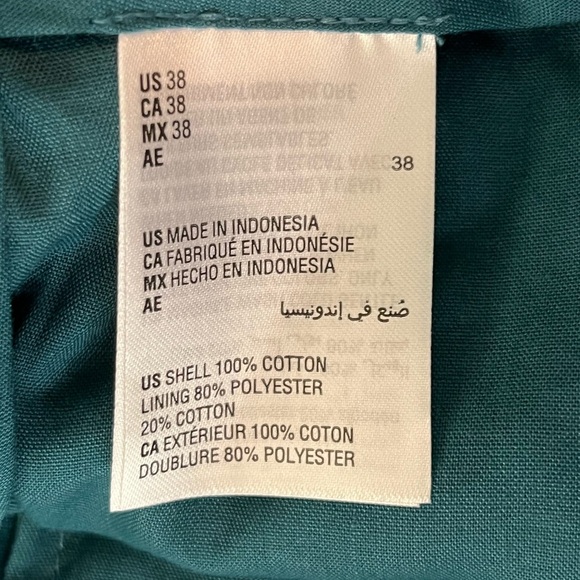 US 38
CA 38
MX 38
AE 38
US MADE IN INDONESIA
CA FABRIQUÉ EN INDONÉSIE
MX HECHO EN INDONESIA
AE
صُنع في إندونيسيا
US SHELL 100% COTTON
LINING 80% POLYESTER
20% COTTON
CA EXTÉRIEUR 100% COTON
DOUBLURE 80% POLYESTER